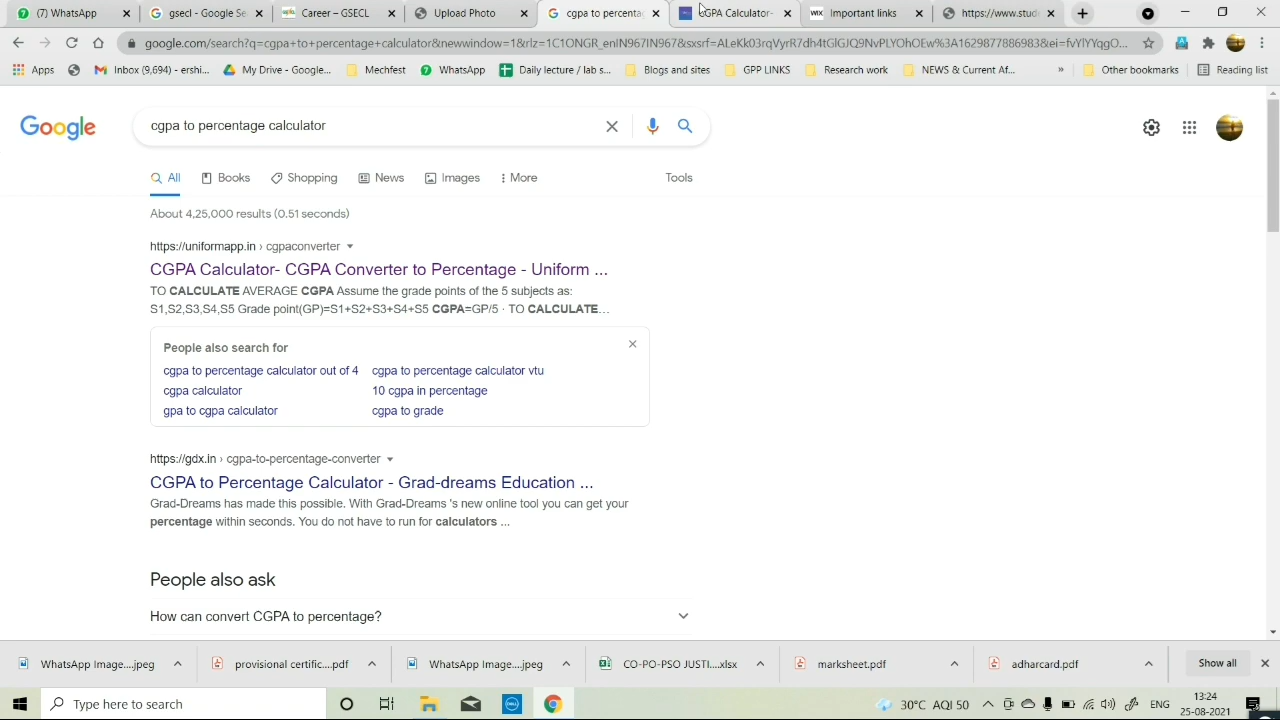 (7) WhatsApp
gsecl - Google Se
Career – GSECL
Upload Photo
cgpa to percentag
CGPA Calculator-
Important links
https://www.stud
google.com/search?q=cgpa+to+percentage+calculator&newwindow=1&rlz=1C1ONGR_enIN967IN967&sxsrf=ALeKk03rqVyrR7dh4tGlGJQ9NvPLYOhOEw%3A1629877886983&ei=fvYlYYqgO...
Apps
Inbox (9,694) - ershi...
My Drive - Google...
Mechfest
WhatsApp
Daily lecture / lab s...
Blogs and sites
GPP LINKS
Research work
NEWS & Current Af...
»
Other bookmarks
Reading list
Google
cgpa to percentage calculator
All
Books
Shopping
News
Images
More
Tools
About 4,25,000 results (0.51 seconds)
https://uniformapp.in › cgpaconverter
CGPA Calculator- CGPA Converter to Percentage - Uniform ...
TO CALCULATE AVERAGE CGPA Assume the grade points of the 5 subjects as:
S1,S2,S3,S4,S5 Grade point(GP)=S1+S2+S3+S4+S5 CGPA=GP/5 · TO CALCULATE...
People also search for
cgpa to percentage calculator out of 4
cgpa to percentage calculator vtu
cgpa calculator
10 cgpa in percentage
gpa to cgpa calculator
cgpa to grade
https://gdx.in › cgpa-to-percentage-converter
CGPA to Percentage Calculator - Grad-dreams Education ...
Grad-Dreams has made this possible. With Grad-Dreams 's new online tool you can get your
percentage within seconds. You do not have to run for calculators ...
People also ask
How can convert CGPA to percentage?
WhatsApp Image....jpeg
provisional certific....pdf
WhatsApp Image....jpeg
CO-PO-PSO JUSTI....xlsx
marksheet.pdf
adharcard.pdf
Show all
Type here to search
30°C AQI 50
ENG
13:24
25-08-2021